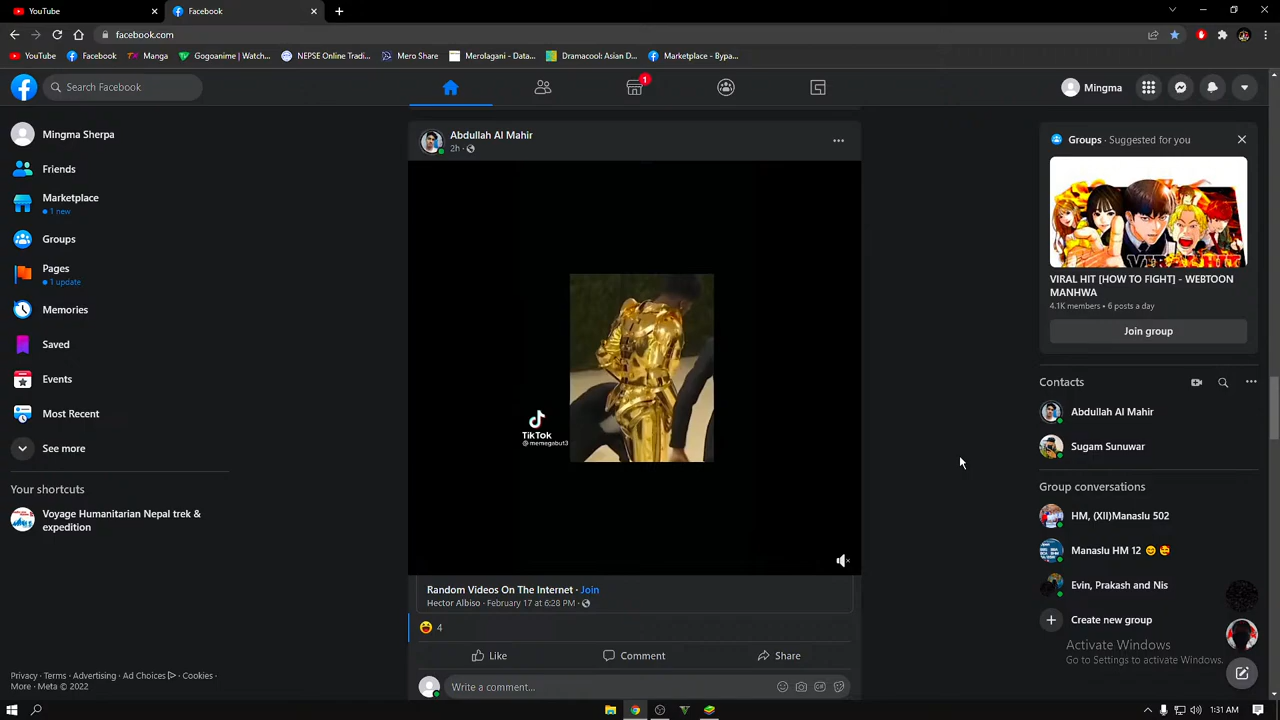 YouTube
Facebook
facebook.com
YouTube
Facebook
Manga
Gogoanime | Watch...
NEPSE Online Tradi...
Mero Share
Merolagani - Data...
Dramacool: Asian D...
Marketplace - Bypa...
Search Facebook
1
Mingma
Mingma Sherpa
Friends
Marketplace
1 new
Groups
Pages
1 update
Memories
Saved
Events
Most Recent
See more
Your shortcuts
Voyage Humanitarian Nepal trek &
expedition
Privacy · Terms · Advertising · Ad Choices · Cookies ·
More · Meta © 2022
Abdullah Al Mahir
2h ·
TikTok
@memegabut3
Random Videos On The Internet · Join
Hector Albiso · February 17 at 6:28 PM ·
4
Like
Comment
Share
Write a comment...
Groups · Suggested for you
VIRAL HIT [HOW TO FIGHT] - WEBTOON
MANHWA
4.1K members • 6 posts a day
Join group
Contacts
Abdullah Al Mahir
Sugam Sunuwar
Group conversations
HM, (XII)Manaslu 502
Manaslu HM 12 😊 🥰
Evin, Prakash and Nis
Create new group
Activate Windows
Go to Settings to activate Windows.
1:31 AM